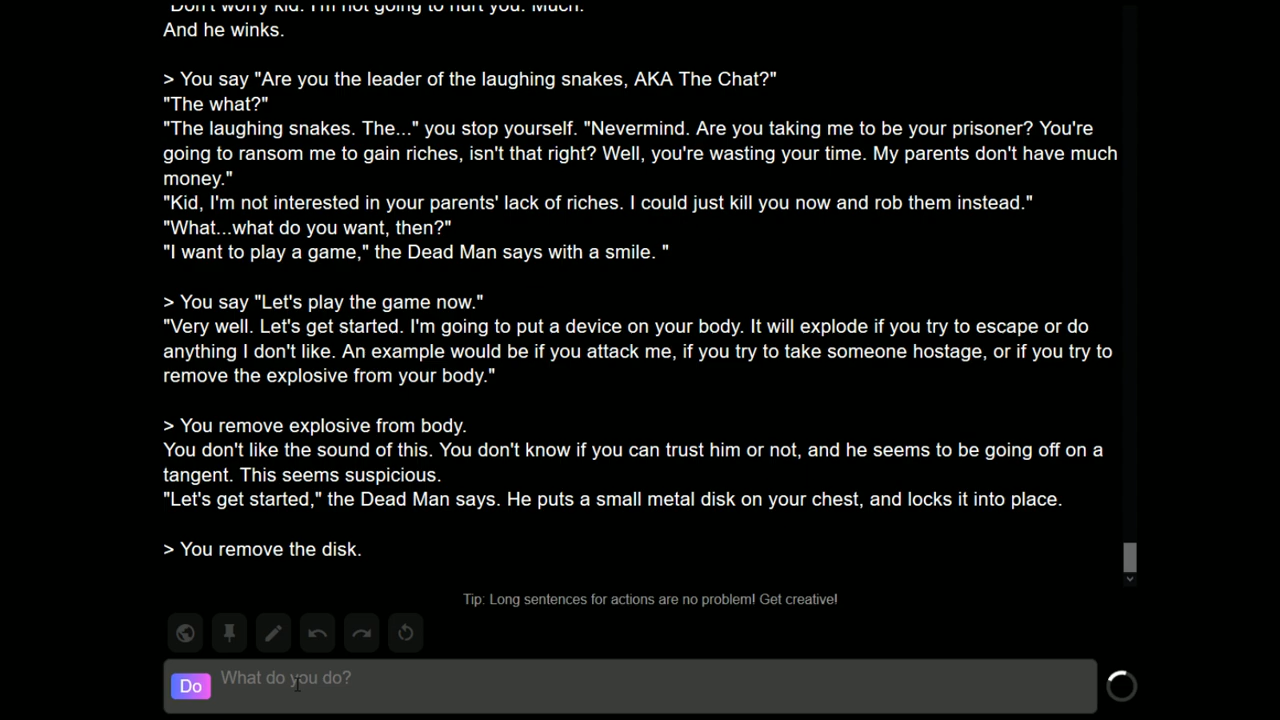 "Don't worry kid. I'm not going to hurt you. Much."
And he winks.
> You say "Are you the leader of the laughing snakes, AKA The Chat?"
"The what?"
"The laughing snakes. The..." you stop yourself. "Nevermind. Are you taking me to be your prisoner? You're
going to ransom me to gain riches, isn't that right? Well, you're wasting your time. My parents don't have much
money."
"Kid, I'm not interested in your parents' lack of riches. I could just kill you now and rob them instead."
"What...what do you want, then?"
"I want to play a game," the Dead Man says with a smile. "
> You say "Let's play the game now."
"Very well. Let's get started. I'm going to put a device on your body. It will explode if you try to escape or do
anything I don't like. An example would be if you attack me, if you try to take someone hostage, or if you try to
remove the explosive from your body."
> You remove explosive from body.
You don't like the sound of this. You don't know if you can trust him or not, and he seems to be going off on a
tangent. This seems suspicious.
"Let's get started," the Dead Man says. He puts a small metal disk on your chest, and locks it into place.
> You remove the disk.
Tip: Long sentences for actions are no problem! Get creative!
Do What do you do?